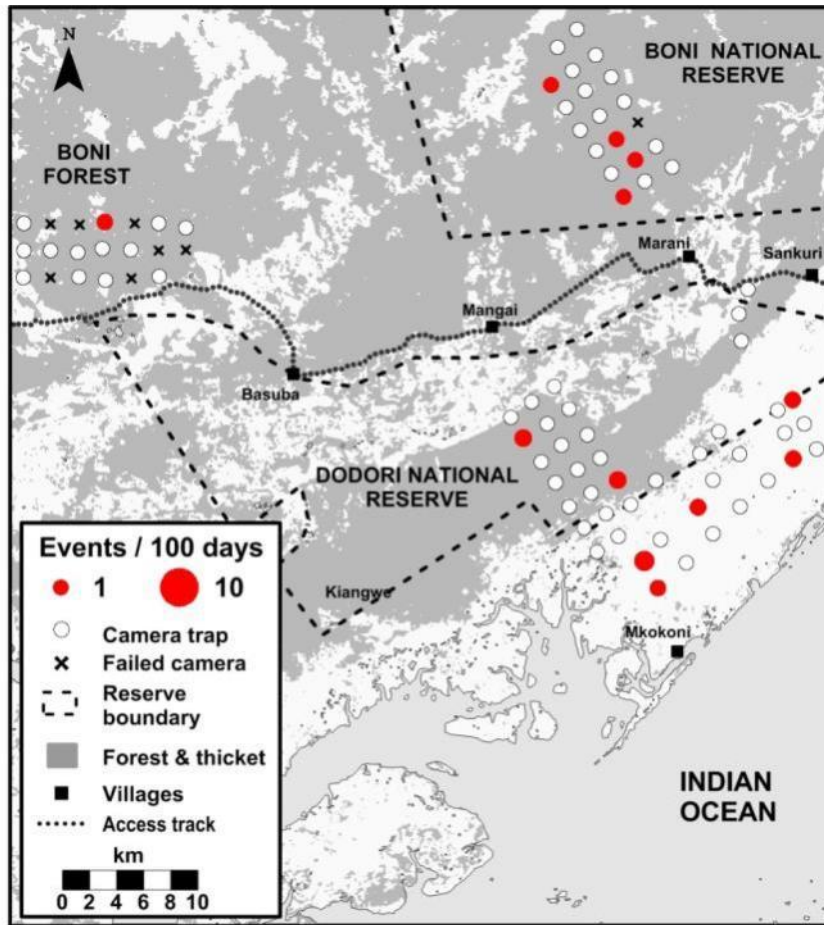 N
BONI NATIONAL
RESERVE
BONI
FOREST
Marani
Sankuri
Mangai
Basuba
DODORI NATIONAL
RESERVE
Kiangwe
Mkokoni
INDIAN
OCEAN
Events / 100 days
1 10
Camera trap
Failed camera
Reserve
boundary
Forest & thicket
Villages
Access track
km
0 2 4 6 8 10